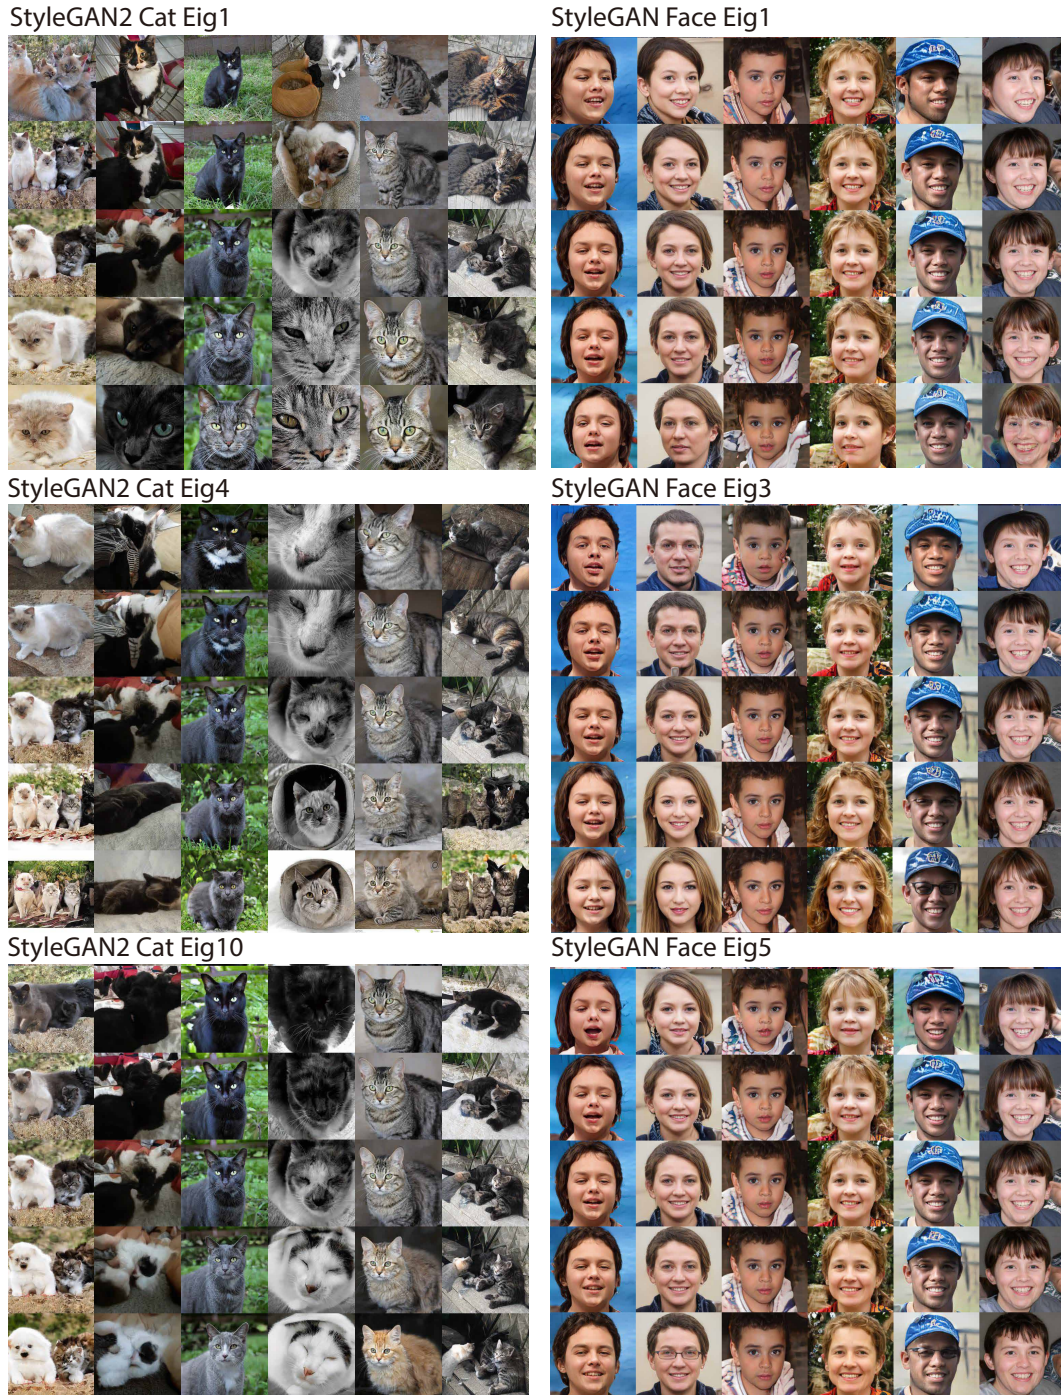 StyleGAN2 Cat Eig1
StyleGAN Face Eig1
StyleGAN2 Cat Eig4
StyleGAN Face Eig3
StyleGAN2 Cat Eig10
StyleGAN Face Eig5